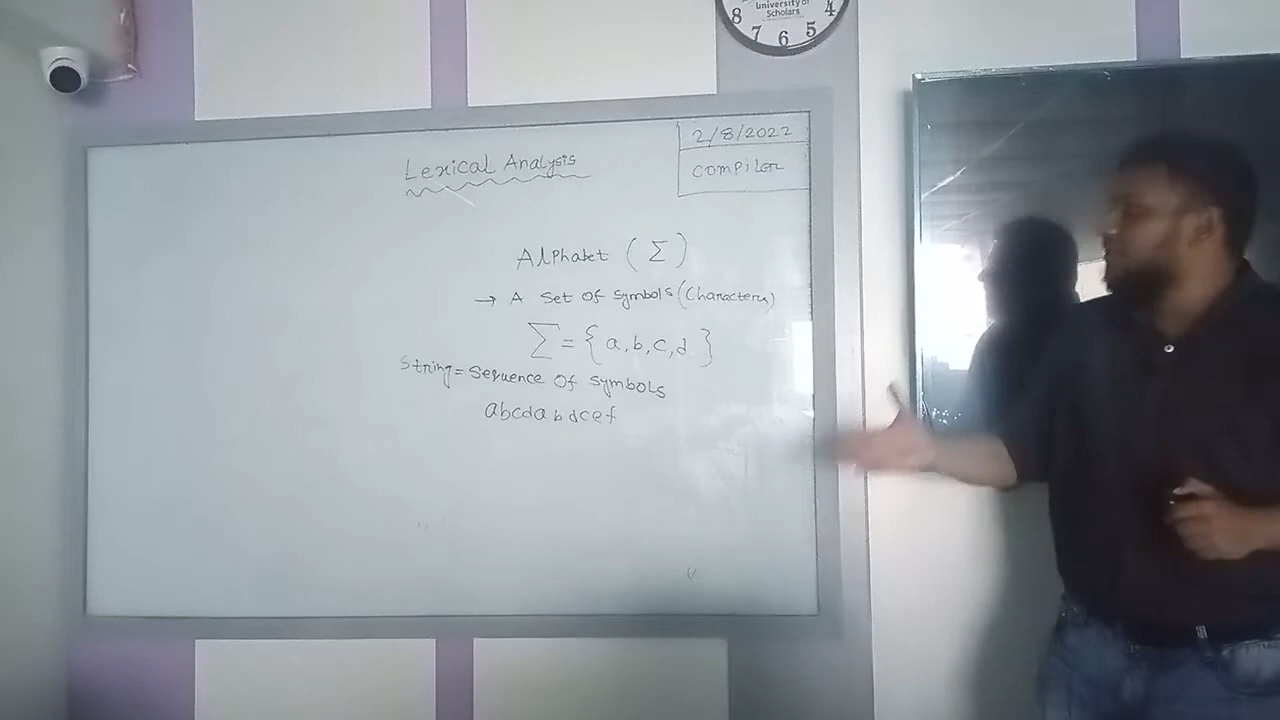 University of
Scholars
8 7 6 5 4
2/8/2022
Compiler
Lexical Analysis
Alphabet (Σ)
→ A set of symbols (Characters)
Σ = { a, b, c, d }
String = Sequence Of symbols
abcdabdcef